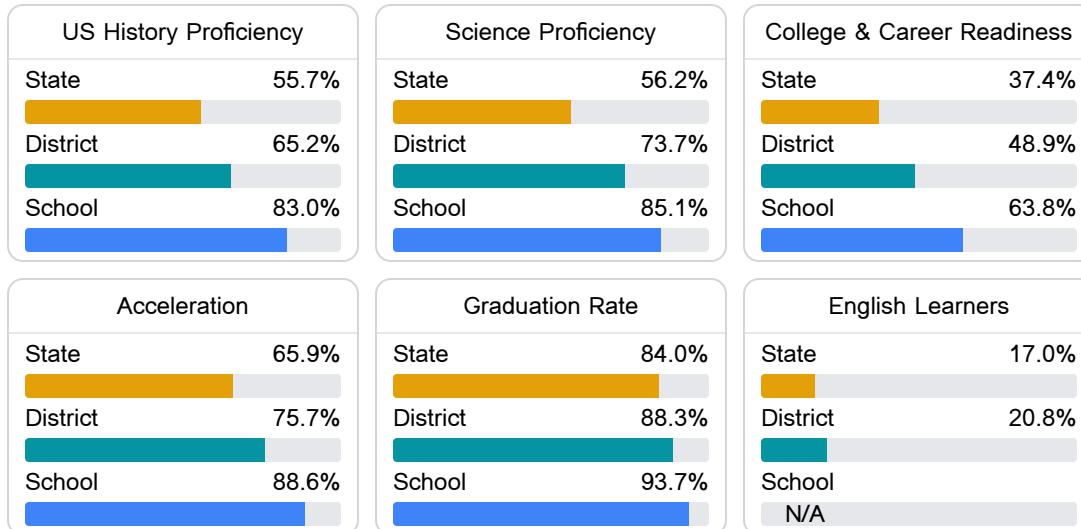 US History Proficiency
State 55.7%
District 65.2%
School 83.0%
Science Proficiency
State 56.2%
District 73.7%
School 85.1%
College & Career Readiness
State 37.4%
District 48.9%
School 63.8%
Acceleration
State 65.9%
District 75.7%
School 88.6%
Graduation Rate
State 84.0%
District 88.3%
School 93.7%
English Learners
State 17.0%
District 20.8%
School
N/A